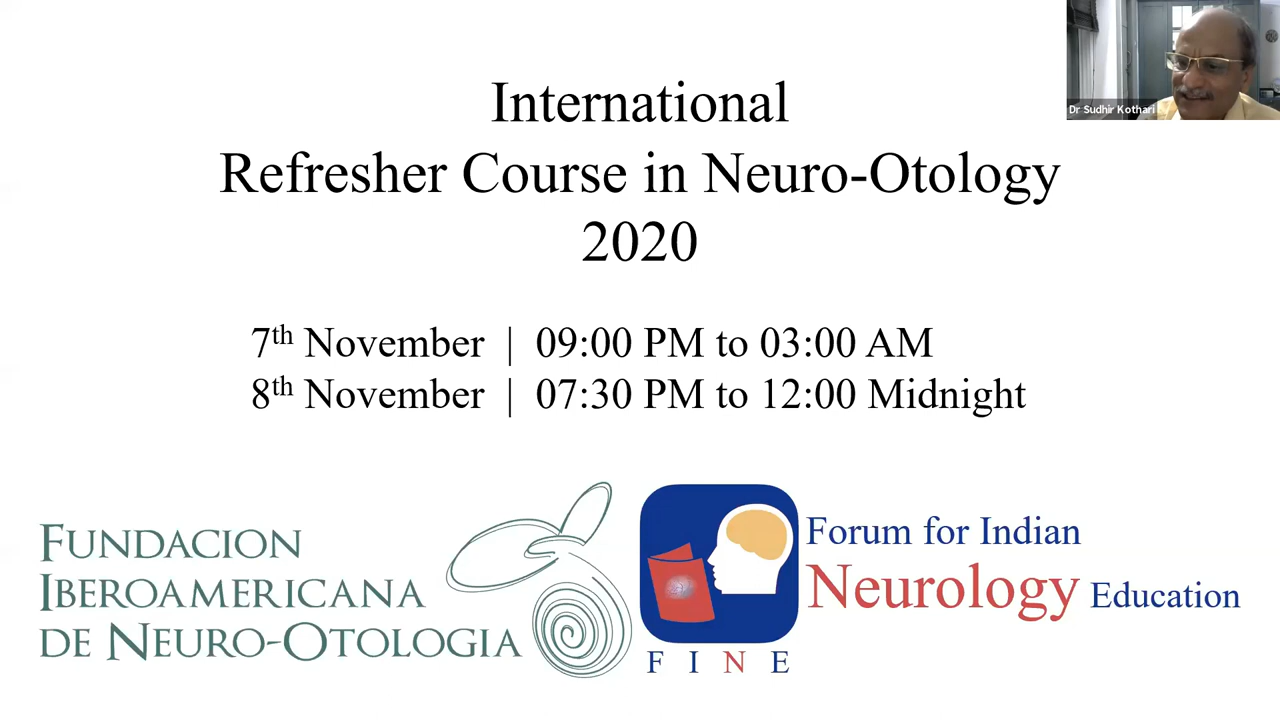 International
Refresher Course in Neuro-Otology
2020
7th November | 09:00 PM to 03:00 AM
8th November | 07:30 PM to 12:00 Midnight
FUNDACION
IBEROAMERICANA
DE NEURO-OTOLOGIA
Forum for Indian
Neurology Education
F I N E
Dr Sudhir Kothari